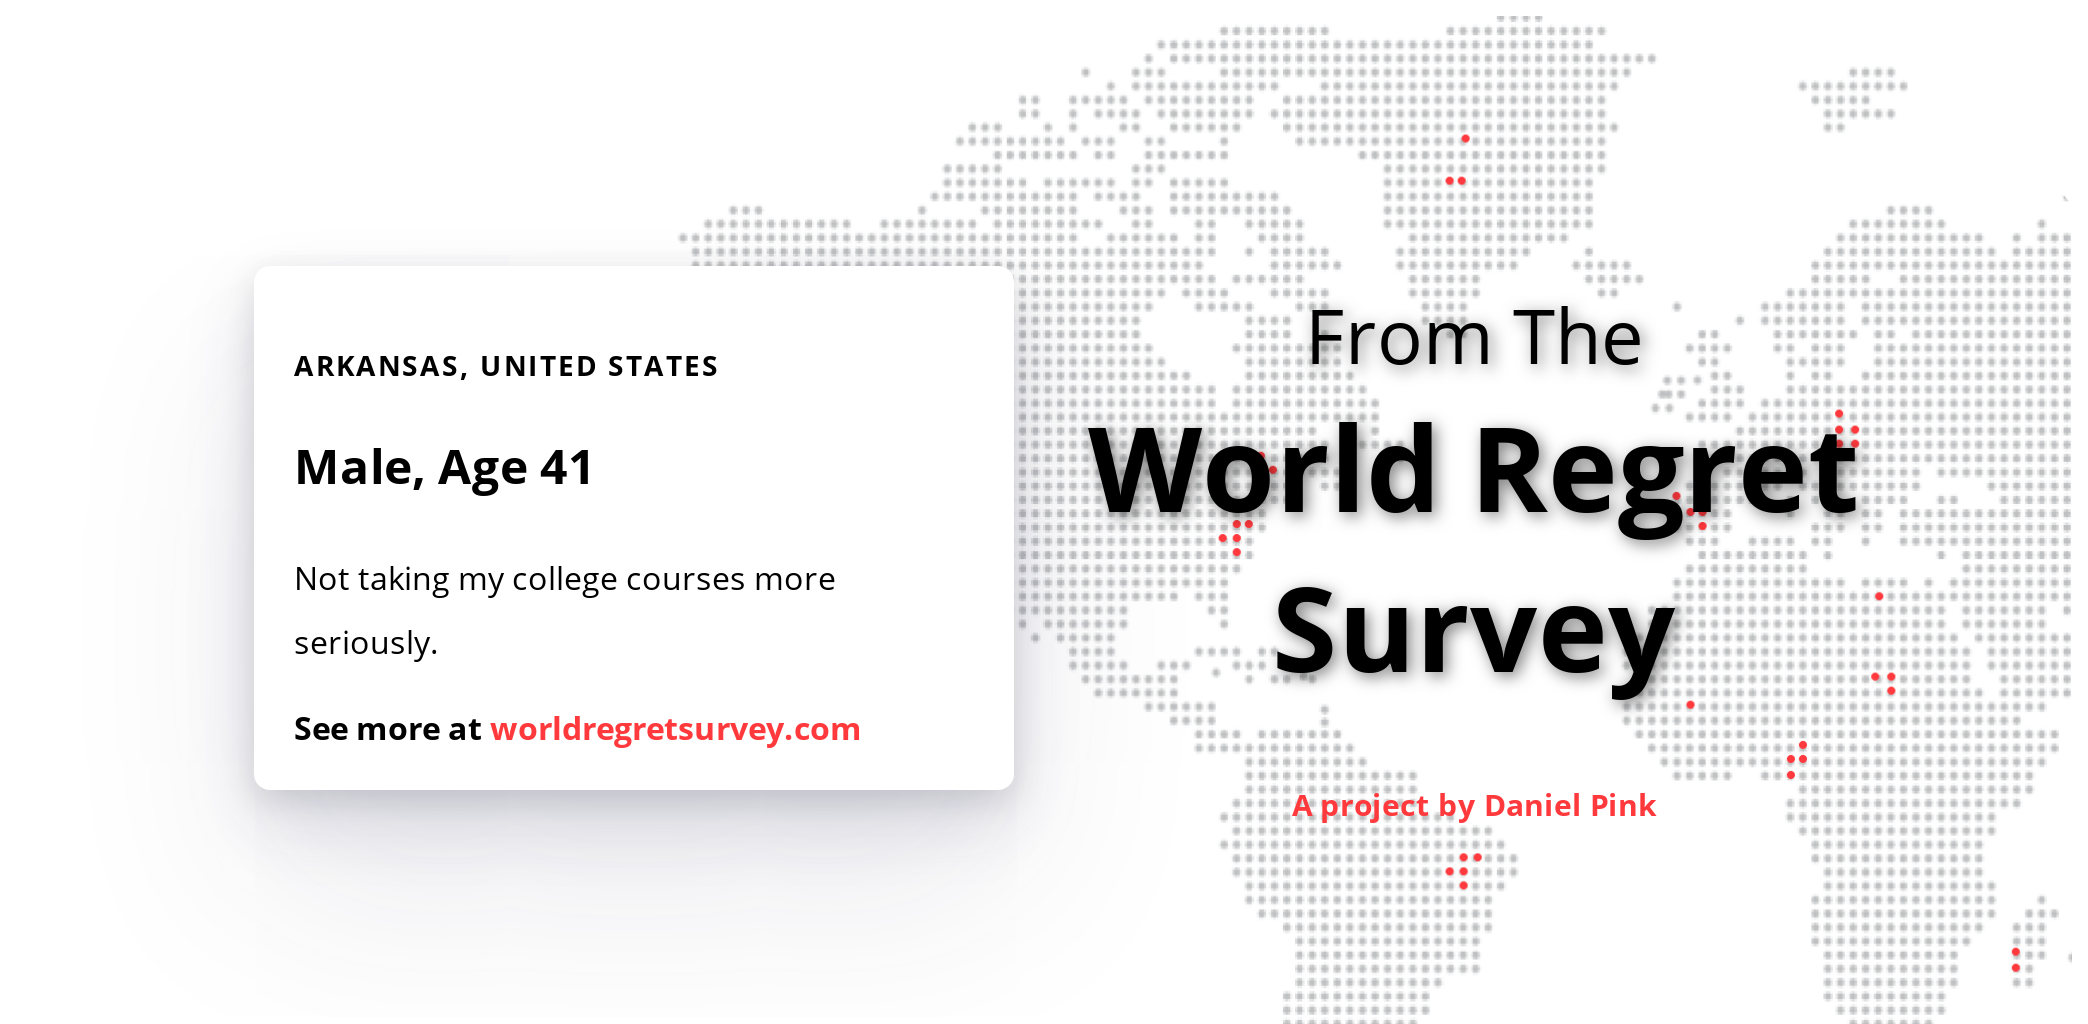 ARKANSAS, UNITED STATES
Male, Age 41
Not taking my college courses more
seriously.
See more at worldregretsurvey.com
From The
World Regret
Survey
A project by Daniel Pink